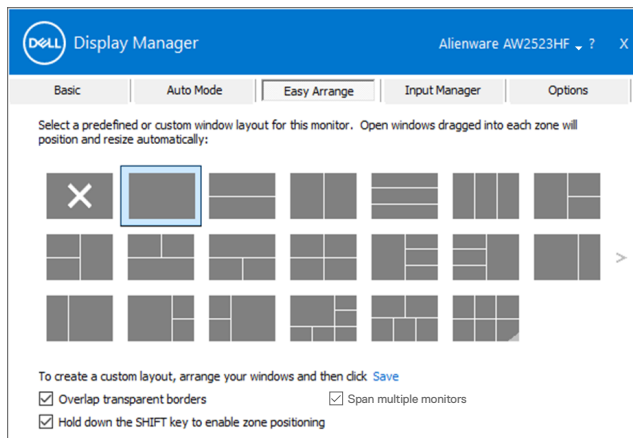 DELL Display Manager Alienware AW2523HF ? X
Basic Auto Mode Easy Arrange Input Manager Options
Select a predefined or custom window layout for this monitor. Open windows dragged into each zone will
position and resize automatically:
To create a custom layout, arrange your windows and then click Save
Overlap transparent borders Span multiple monitors
Hold down the SHIFT key to enable zone positioning